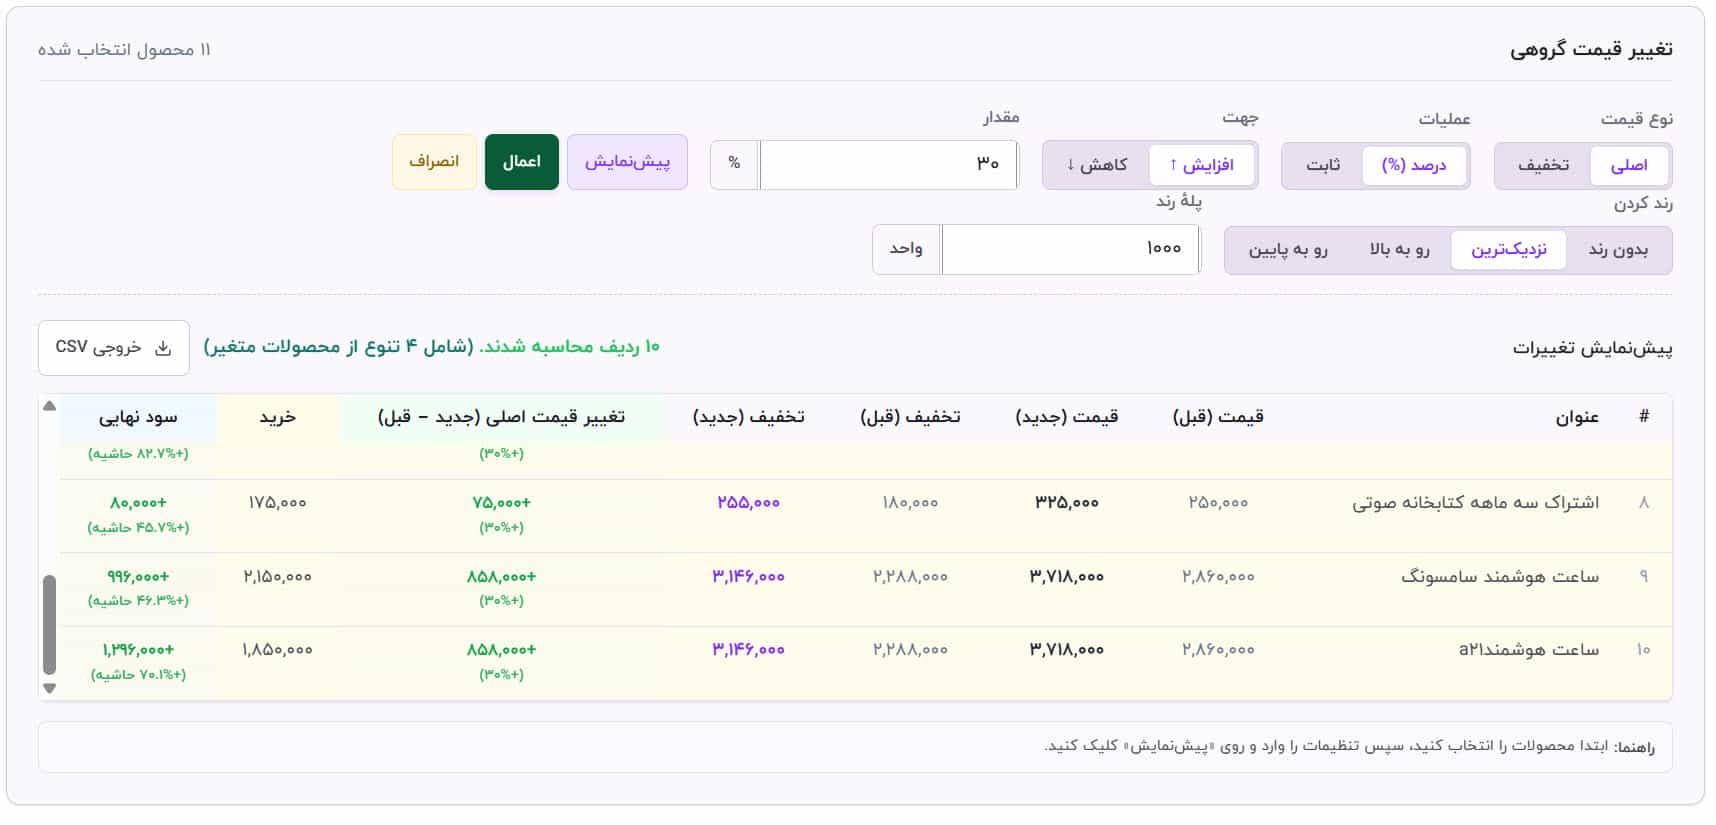 تغییر قیمت گروهی
۱۱ محصول انتخاب شده
نوع قیمت
عملیات
جهت
مقدار
اصلی
تخفیف
درصد (%)
ثابت
افزایش ↑
کاهش ↓
۳۰
%
پیش‌نمایش
اعمال
انصراف
رند کردن
پلهٔ رند
بدون رند
نزدیک‌ترین
رو به بالا
رو به پایین
۱۰۰۰
واحد
پیش‌نمایش تغییرات
۱۰ ردیف محاسبه شدند. (شامل ۴ تنوع از محصولات متغیر)
خروجی CSV
# عنوان قیمت (قبل) قیمت (جدید) تخفیف (قبل) تخفیف (جدید) تغییر قیمت اصلی (جدید − قبل) خرید سود نهایی
(+۳۰%) (+۸۲.۷% حاشیه)
۸ اشتراک سه ماهه کتابخانه صوتی ۲۵۰,۰۰۰ ۳۲۵,۰۰۰ ۱۸۰,۰۰۰ ۲۵۵,۰۰۰ +۷۵,۰۰۰ ۱۷۵,۰۰۰ +۸۰,۰۰۰
(+۳۰%) (+۴۵.۷% حاشیه)
۹ ساعت هوشمند سامسونگ ۲,۸۶۰,۰۰۰ ۳,۷۱۸,۰۰۰ ۲,۲۸۸,۰۰۰ ۳,۱۴۶,۰۰۰ +۸۵۸,۰۰۰ ۲,۱۵۰,۰۰۰ +۹۹۶,۰۰۰
(+۳۰%) (+۴۶.۳% حاشیه)
۱۰ ساعت هوشمندa۲۱ ۲,۸۶۰,۰۰۰ ۳,۷۱۸,۰۰۰ ۲,۲۸۸,۰۰۰ ۳,۱۴۶,۰۰۰ +۸۵۸,۰۰۰ ۱,۸۵۰,۰۰۰ +۱,۲۹۶,۰۰۰
(+۳۰%) (+۷۰.۱% حاشیه)
راهنما: ابتدا محصولات را انتخاب کنید، سپس تنظیمات را وارد و روی «پیش‌نمایش» کلیک کنید.